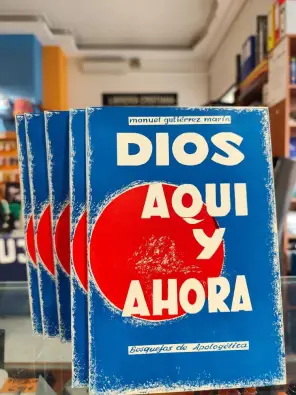 manuel gutiérrez marín
DIOS
AQUI
Y
AHORA
Bosquejos de Apologética